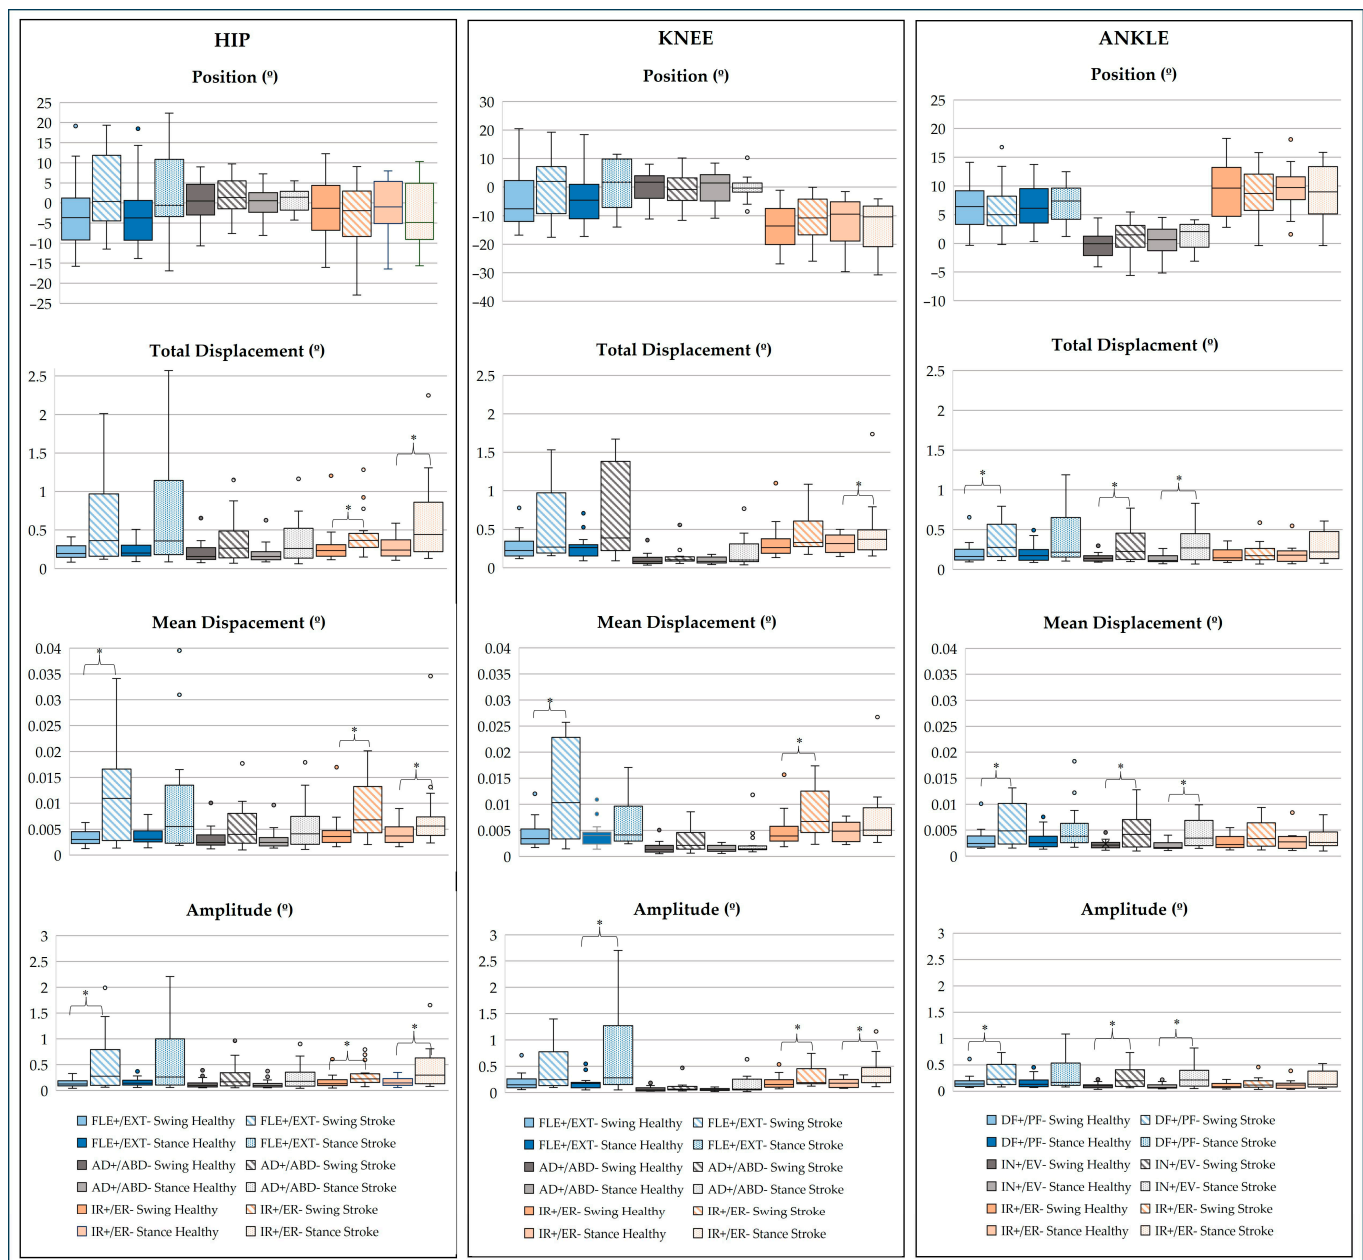 HIP
Position (º)
25
20
15
10
5
0
−5
−10
−15
−20
−25
Total Displacement (º)
2.5
2
1.5
1
0.5
0
*
*
Mean Dispacement (º)
0.04
0.035
0.03
0.025
0.02
0.015
0.01
0.005
0
*
*
*
Amplitude (º)
3
2.5
2
1.5
1
0.5
0
*
*
*
FLE+/EXT- Swing Healthy
FLE+/EXT- Swing Stroke
FLE+/EXT- Stance Healthy
FLE+/EXT- Stance Stroke
AD+/ABD- Swing Healthy
AD+/ABD- Swing Stroke
AD+/ABD- Stance Healthy
AD+/ABD- Stance Stroke
IR+/ER- Swing Healthy
IR+/ER- Swing Stroke
IR+/ER- Stance Healthy
IR+/ER- Stance Stroke
KNEE
Position (º)
30
20
10
0
−10
−20
−30
−40
Total Displacement (º)
2.5
2
1.5
1
0.5
0
*
Mean Displacement (º)
0.04
0.035
0.03
0.025
0.02
0.015
0.01
0.005
0
*
*
Amplitude (º)
3
2.5
2
1.5
1
0.5
0
*
*
*
FLE+/EXT- Swing Healthy
FLE+/EXT- Swing Stroke
FLE+/EXT- Stance Healthy
FLE+/EXT- Stance Stroke
AD+/ABD- Swing Healthy
AD+/ABD- Swing Stroke
AD+/ABD- Stance Healthy
AD+/ABD- Stance Stroke
IR+/ER- Swing Healthy
IR+/ER- Swing Stroke
IR+/ER- Stance Healthy
IR+/ER- Stance Stroke
ANKLE
Position (º)
25
20
15
10
5
0
−5
−10
Total Displacment (º)
2.5
2
1.5
1
0.5
0
*
*
*
Mean Displacement (º)
0.04
0.035
0.03
0.025
0.02
0.015
0.01
0.005
0
*
*
*
Amplitude (º)
3
2.5
2
1.5
1
0.5
0
*
*
*
DF+/PF- Swing Healthy
DF+/PF- Swing Stroke
DF+/PF- Stance Healthy
DF+/PF- Stance Stroke
IN+/EV- Swing Healthy
IN+/EV- Swing Stroke
IN+/EV- Stance Healthy
IN+/EV- Stance Stroke
IR+/ER- Swing Healthy
IR+/ER- Swing Stroke
IR+/ER- Stance Healthy
IR+/ER- Stance Stroke